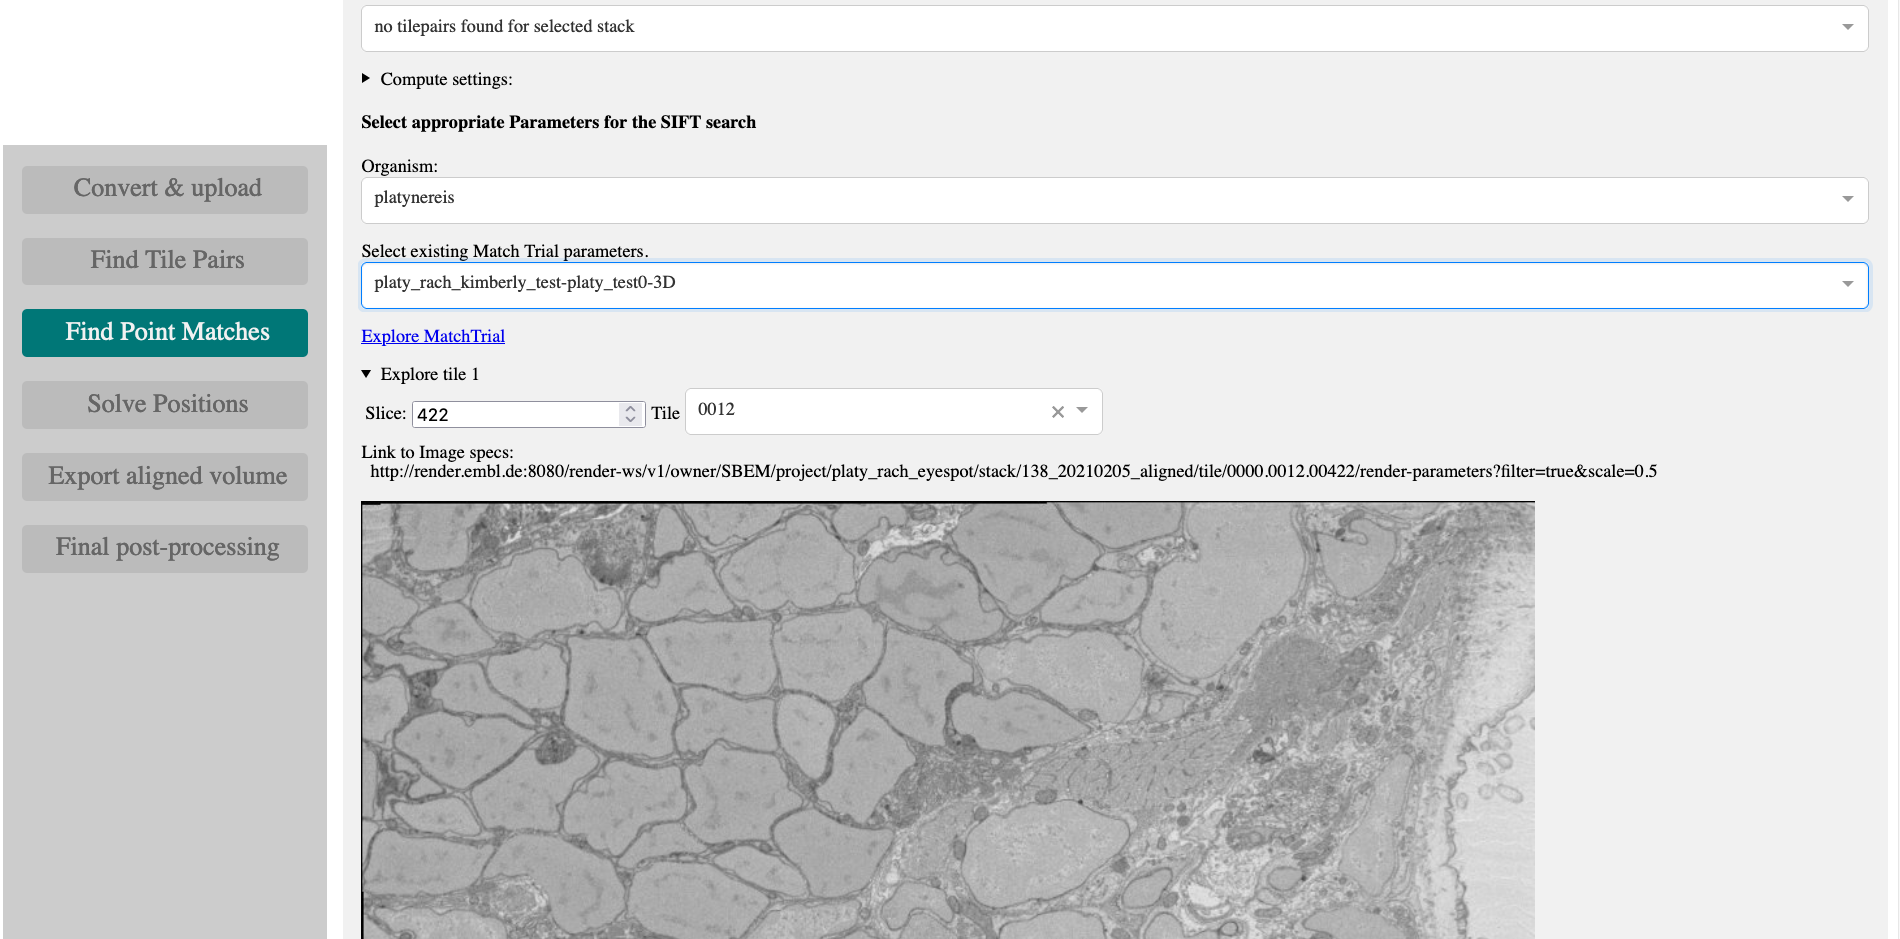 no tilepairs found for selected stack
Compute settings:
Select appropriate Parameters for the SIFT search
Organism:
platynereis
Select existing Match Trial parameters.
platy_rach_kimberly_test-platy_test0-3D
Explore MatchTrial
Explore tile 1
Slice: 422 Tile 0012
Link to Image specs:
http://render.embl.de:8080/render-ws/v1/owner/SBEM/project/platy_rach_eyespot/stack/138_20210205_aligned/tile/0000.0012.00422/render-parameters?filter=true&scale=0.5
Convert & upload
Find Tile Pairs
Find Point Matches
Solve Positions
Export aligned volume
Final post-processing